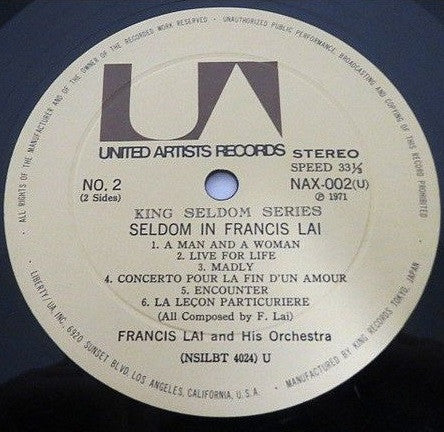 ALL RIGHTS OF THE MANUFACTURER AND OF THE OWNER OF THE RECORDED WORK RESERVED • UNAUTHORIZED PUBLIC PERFORMANCE, BROADCASTING AND COPYING OF THIS RECORD PROHIBITED
UA
UNITED ARTISTS RECORDS
STEREO
SPEED 33⅓
NO. 2
(2 Sides)
NAX-002(U)
Ⓟ 1971
KING SELDOM SERIES
SELDOM IN FRANCIS LAI
1. A MAN AND A WOMAN
2. LIVE FOR LIFE
3. MADLY
4. CONCERTO POUR LA FIN D'UN AMOUR
5. ENCOUNTER
6. LA LEÇON PARTICURIERE
(All Composed by F. Lai)
FRANCIS LAI and His Orchestra
(NSILBT 4024) U
LIBERTY/UA INC, 6920 SUNSET BLVD. LOS ANGELES, CALIFORNIA, U.S.A. • MANUFACTURED BY KING RECORDS TOKYO, JAPAN